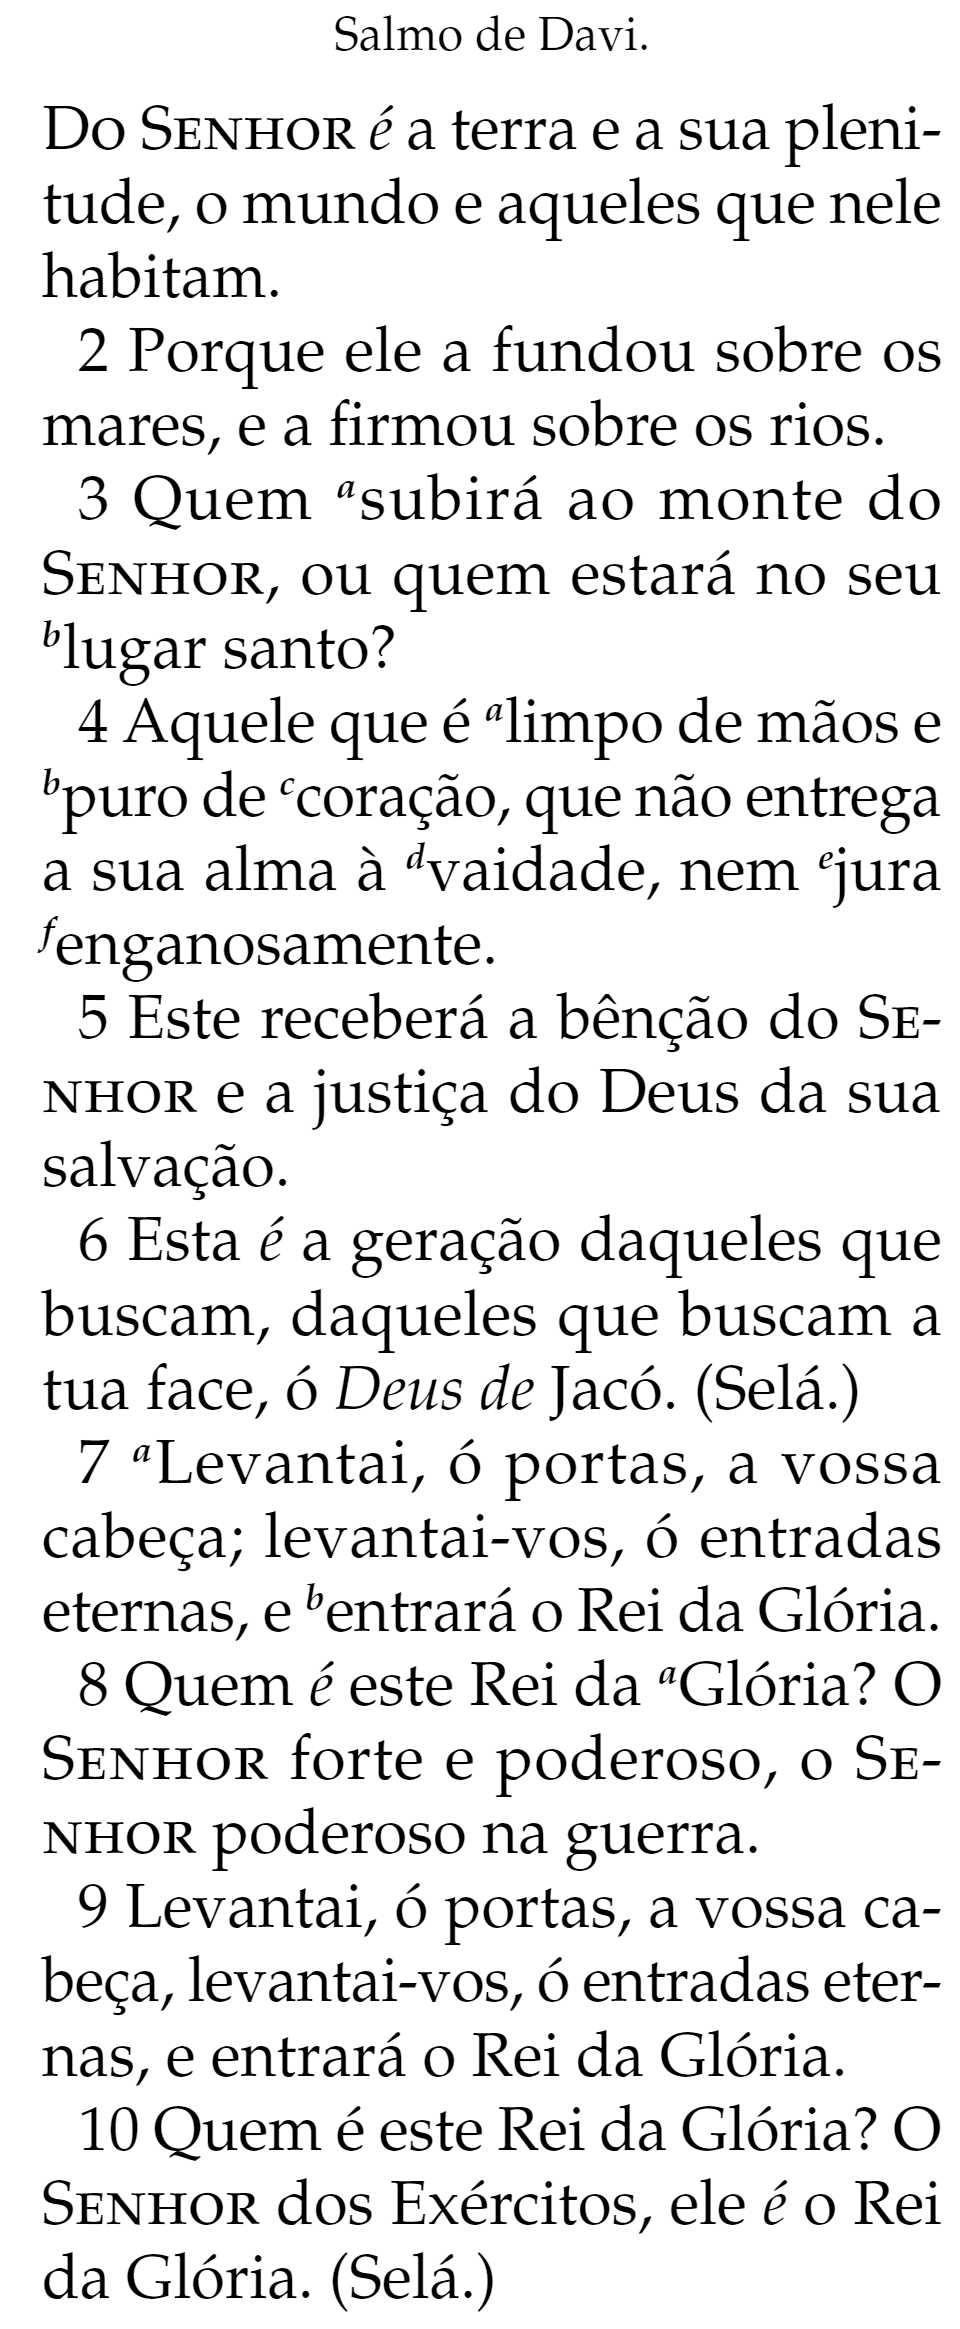 Salmo de Davi.
Do SENHOR é a terra e a sua pleni-
tude, o mundo e aqueles que nele
habitam.
2 Porque ele a fundou sobre os
mares, e a firmou sobre os rios.
3 Quem ᵃsubirá ao monte do
SENHOR, ou quem estará no seu
ᵇlugar santo?
4 Aquele que é ᵃlimpo de mãos e
ᵇpuro de ᶜcoração, que não entrega
a sua alma à ᵈvaidade, nem ᵉjura
ᶠenganosamente.
5 Este receberá a bênção do SE-
NHOR e a justiça do Deus da sua
salvação.
6 Esta é a geração daqueles que
buscam, daqueles que buscam a
tua face, ó Deus de Jacó. (Selá.)
7 ᵃLevantai, ó portas, a vossa
cabeça; levantai-vos, ó entradas
eternas, e ᵇentrará o Rei da Glória.
8 Quem é este Rei da ᵃGlória? O
SENHOR forte e poderoso, o SE-
NHOR poderoso na guerra.
9 Levantai, ó portas, a vossa ca-
beça, levantai-vos, ó entradas eter-
nas, e entrará o Rei da Glória.
10 Quem é este Rei da Glória? O
SENHOR dos Exércitos, ele é o Rei
da Glória. (Selá.)